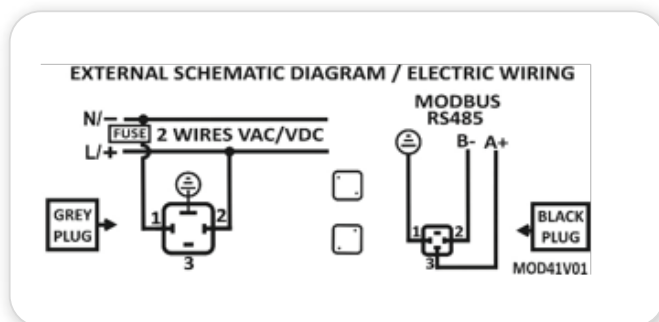 EXTERNAL SCHEMATIC DIAGRAM / ELECTRIC WIRING
N/-
FUSE
2 WIRES VAC/VDC
L/+
GREY
PLUG
1
2
3
MODBUS
RS485
B- A+
1
2
3
BLACK
PLUG
MOD41V01